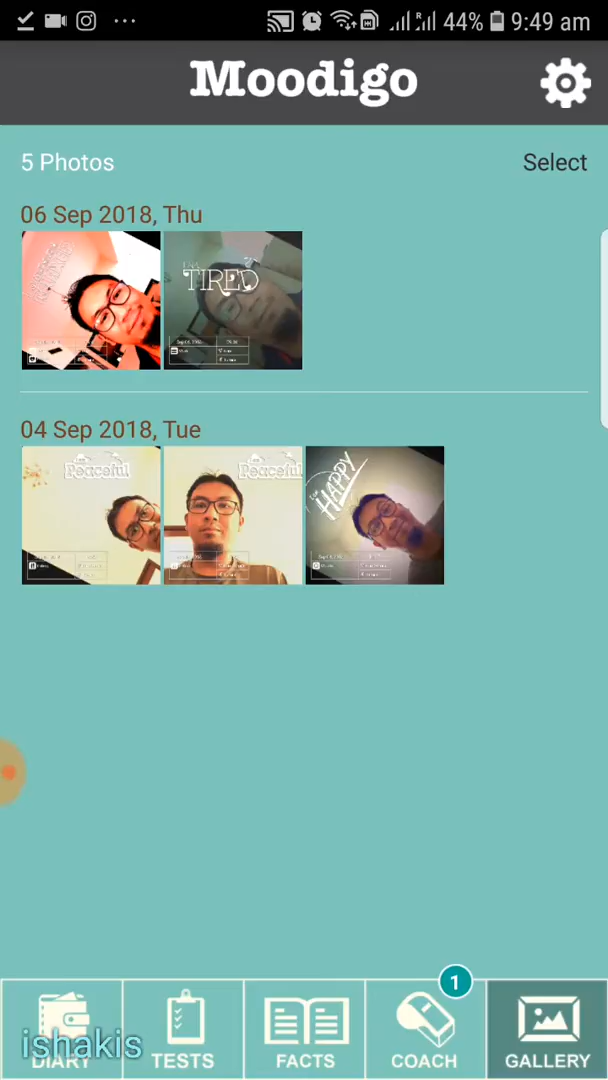 44% 9:49 am
Moodigo
5 Photos Select
06 Sep 2018, Thu
TIRED
04 Sep 2018, Tue
Peaceful Peaceful HAPPY
1
DIARY TESTS FACTS COACH GALLERY
ishakis